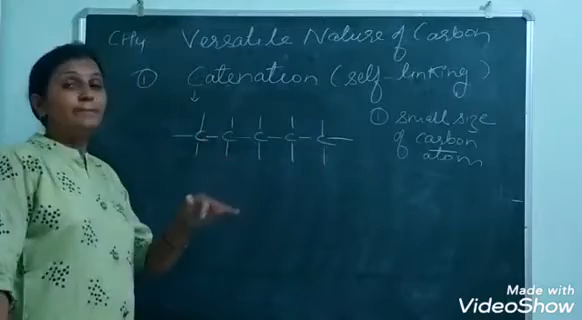 CH4 Versatile Nature of Carbon
① Catenation (self-linking)
↓
-C-C-C-C-C-
① small size
of carbon
atom
Made with
VideoShow